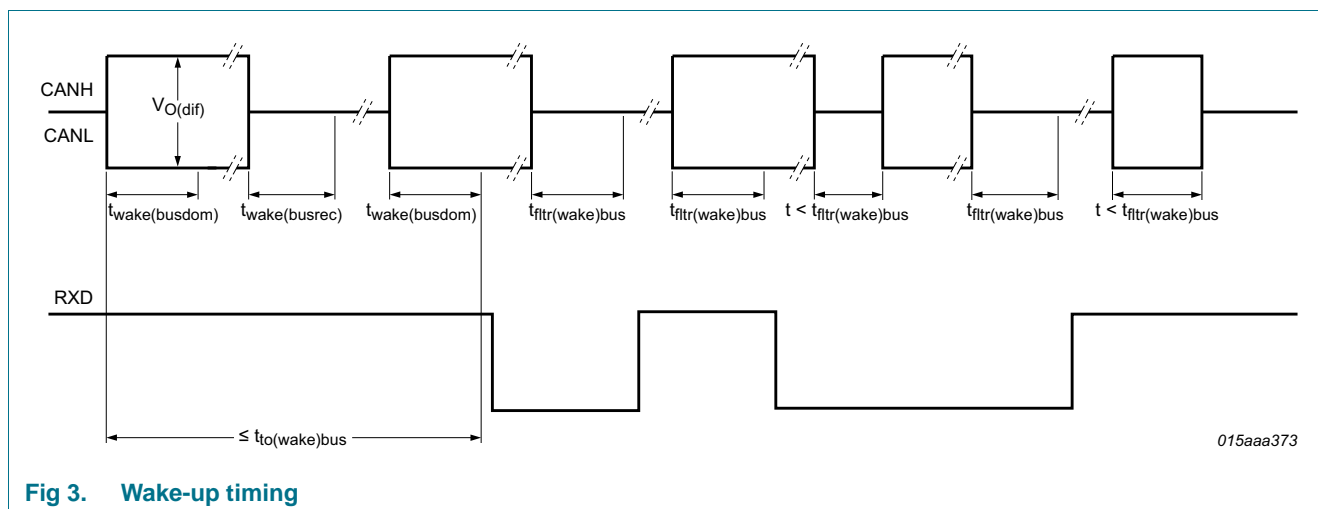 CANH
V_O(dif)
CANL
t_wake(busdom)
t_wake(busrec)
t_wake(busdom)
t_fltr(wake)bus
t_fltr(wake)bus
t < t_fltr(wake)bus
t_fltr(wake)bus
t < t_fltr(wake)bus
RXD
≤ t_to(wake)bus
015aaa373
Fig 3. Wake-up timing